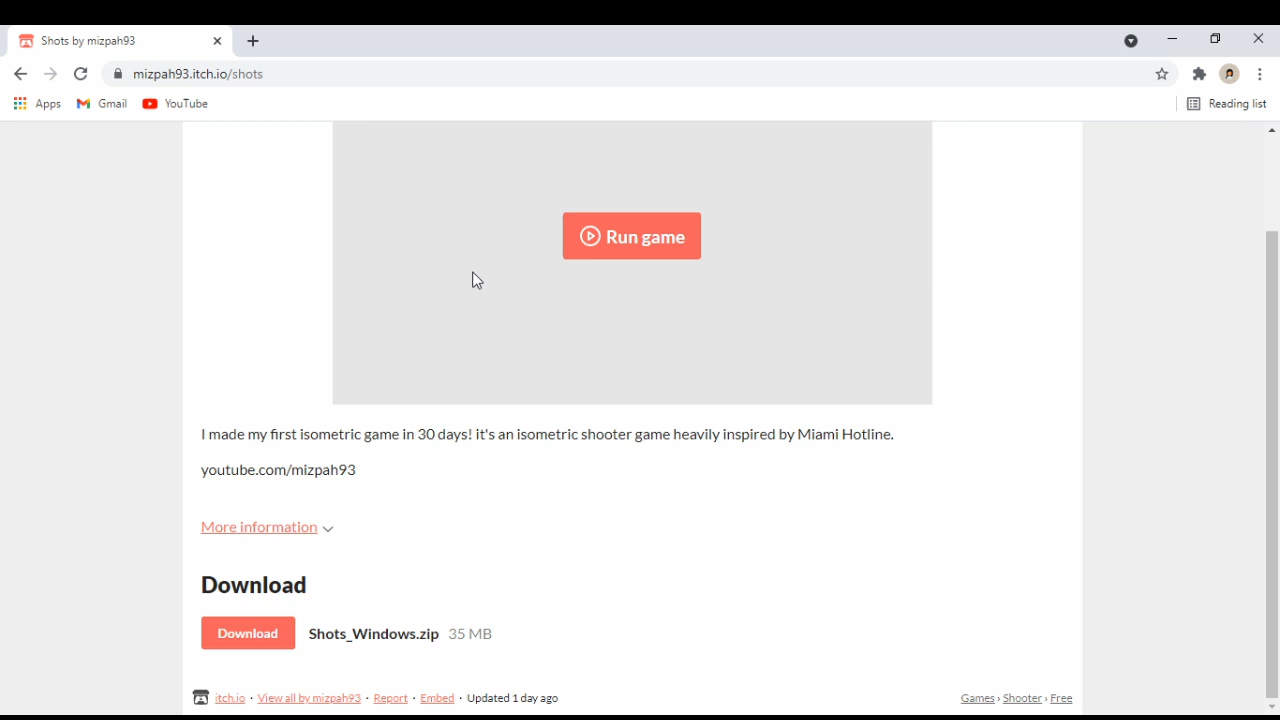 Shots by mizpah93
mizpah93.itch.io/shots
Apps Gmail YouTube Reading list
Run game
I made my first isometric game in 30 days! it's an isometric shooter game heavily inspired by Miami Hotline.
youtube.com/mizpah93
More information
Download
Download Shots_Windows.zip 35 MB
itch.io · View all by mizpah93 · Report · Embed · Updated 1 day ago Games › Shooter › Free